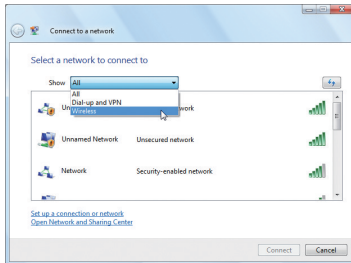 Connect to a network
Select a network to connect to
Show All
All
Dial-up and VPN
Wireless
Un work
Unnamed Network Unsecured network
Network Security-enabled network
Set up a connection or network
Open Network and Sharing Center
Connect Cancel